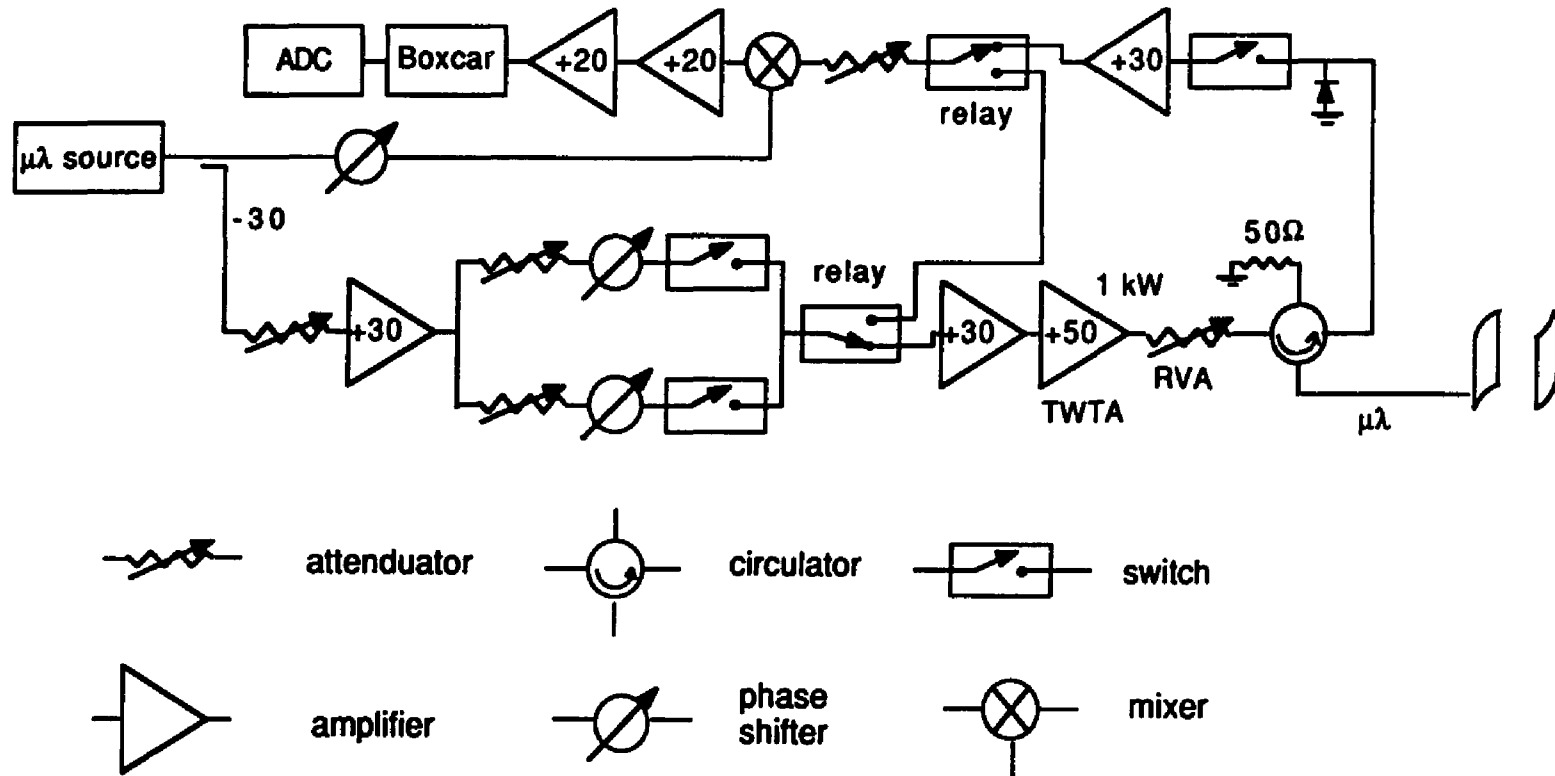 ADC
Boxcar
+20
+20
+30
relay
μλ source
-30
50Ω
relay
1 kW
+30
+30
+50
RVA
TWTA
μλ
attenduator
circulator
switch
amplifier
phase
shifter
mixer